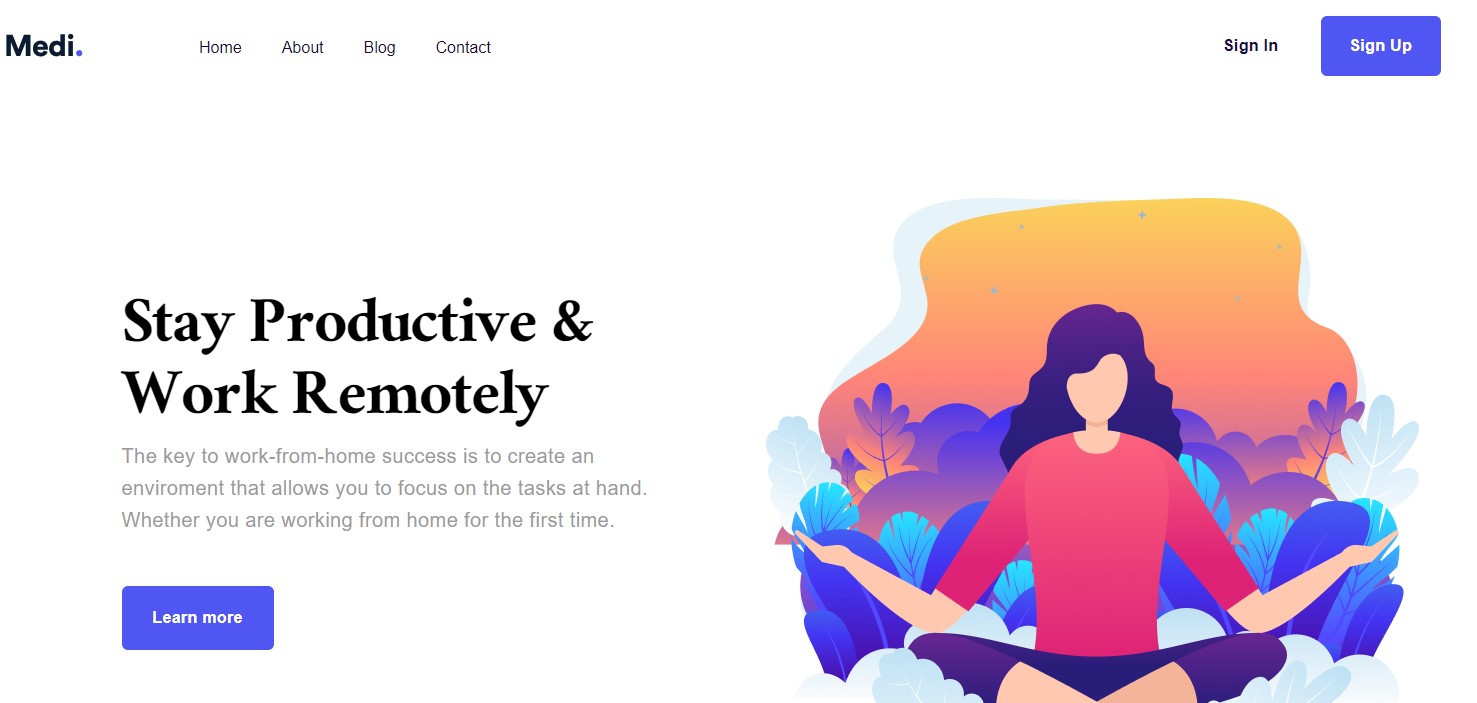 Medi.
Home
About
Blog
Contact
Sign In
Sign Up
Stay Productive &
Work Remotely
The key to work-from-home success is to create an
enviroment that allows you to focus on the tasks at hand.
Whether you are working from home for the first time.
Learn more